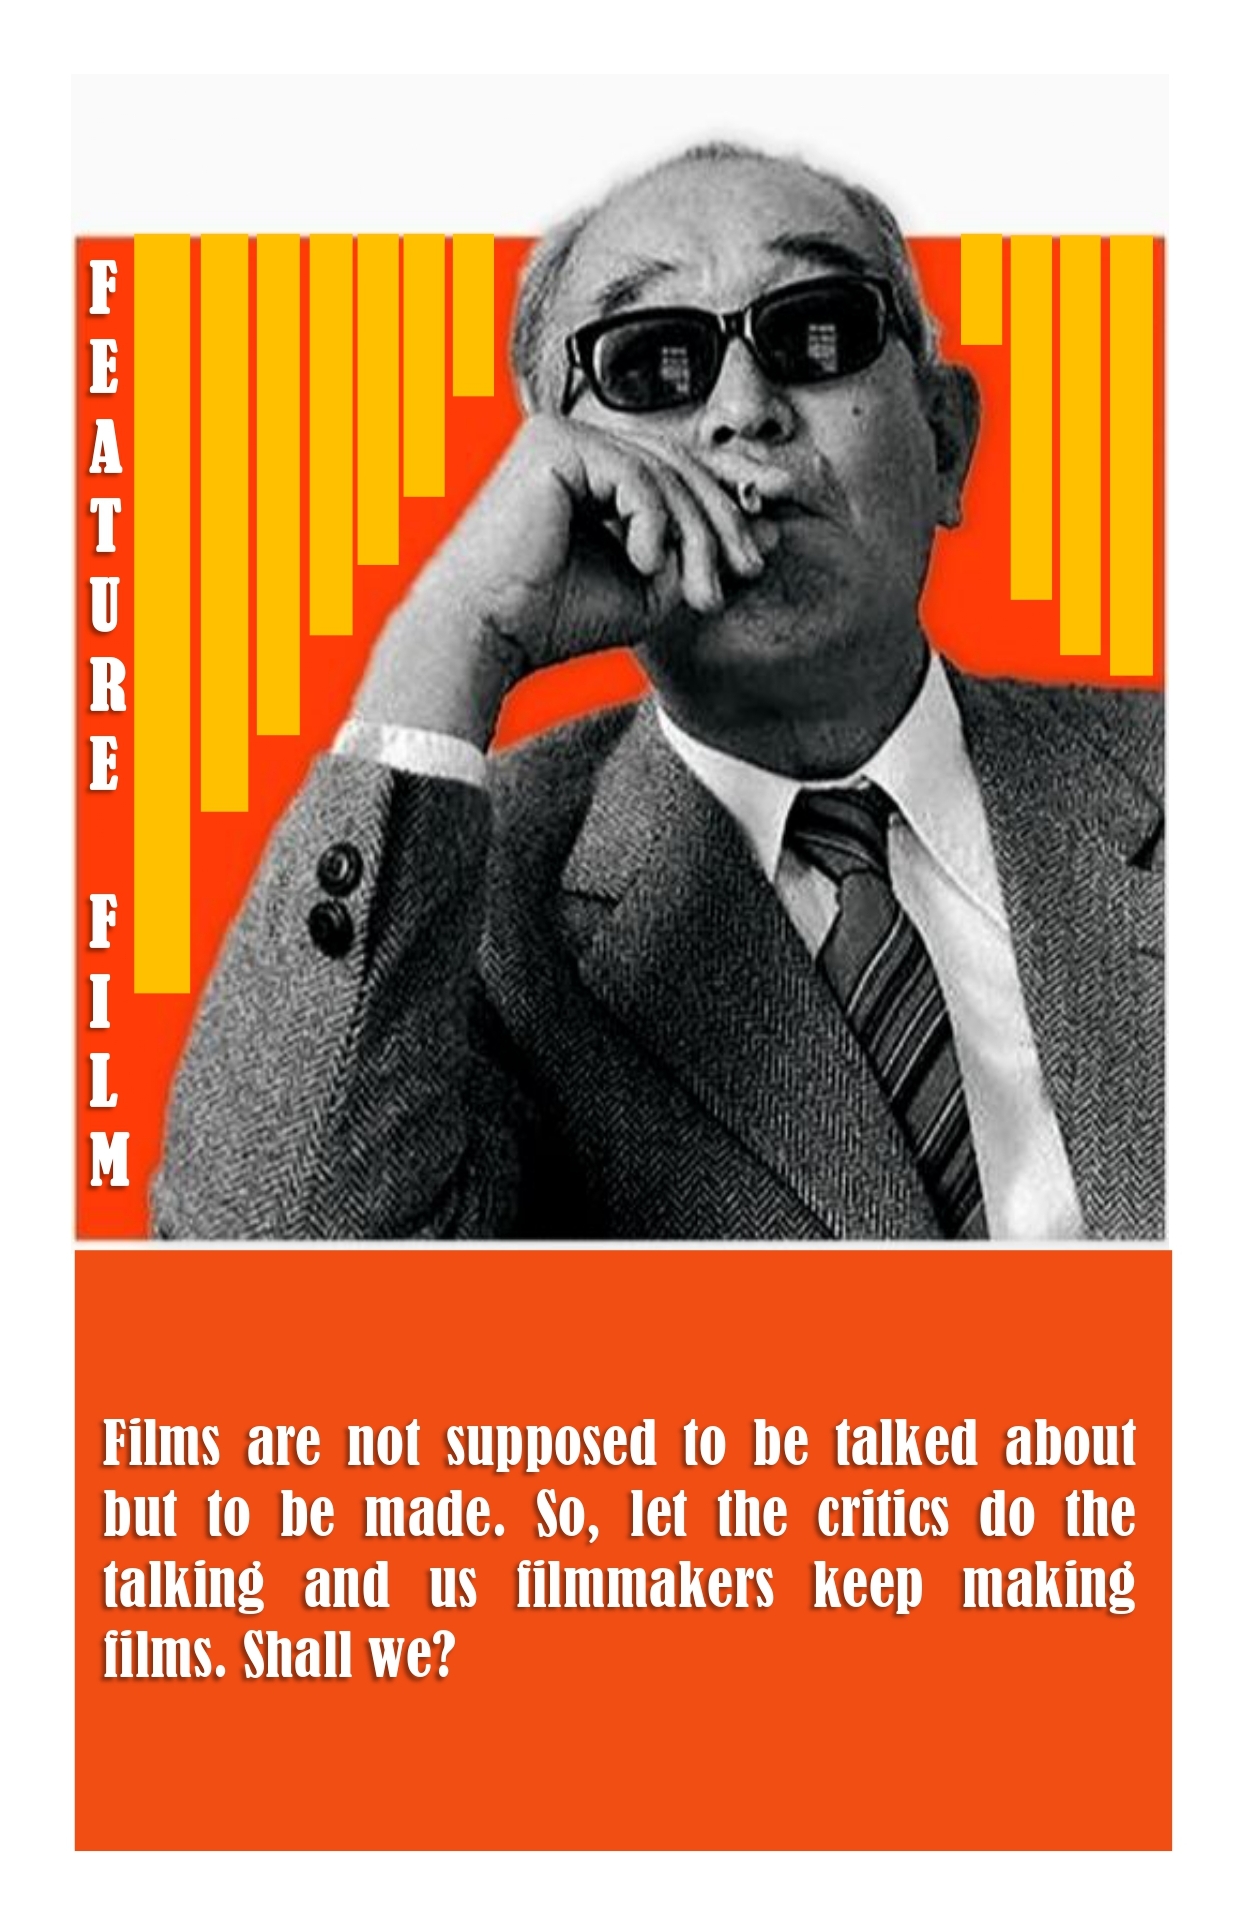 FEATURE FILM
Films are not supposed to be talked about
but to be made. So, let the critics do the
talking and us filmmakers keep making
films. Shall we?